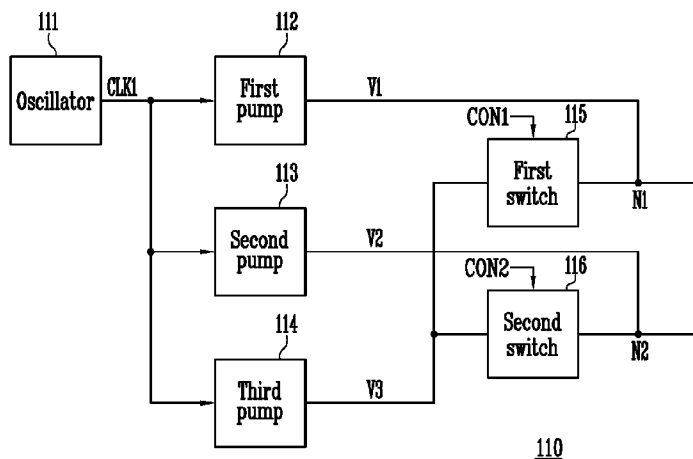 111
Oscillator
CLK1
112
First
pump
V1
CON1
115
First
switch
N1
113
Second
pump
V2
CON2
116
Second
switch
N2
114
Third
pump
V3
110